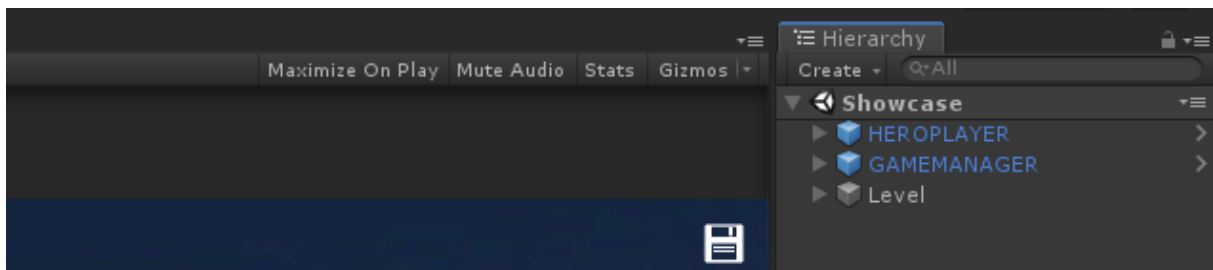 Hierarchy
Maximize On Play Mute Audio Stats Gizmos
Create All
Showcase
HEROPLAYER
GAMEMANAGER
Level